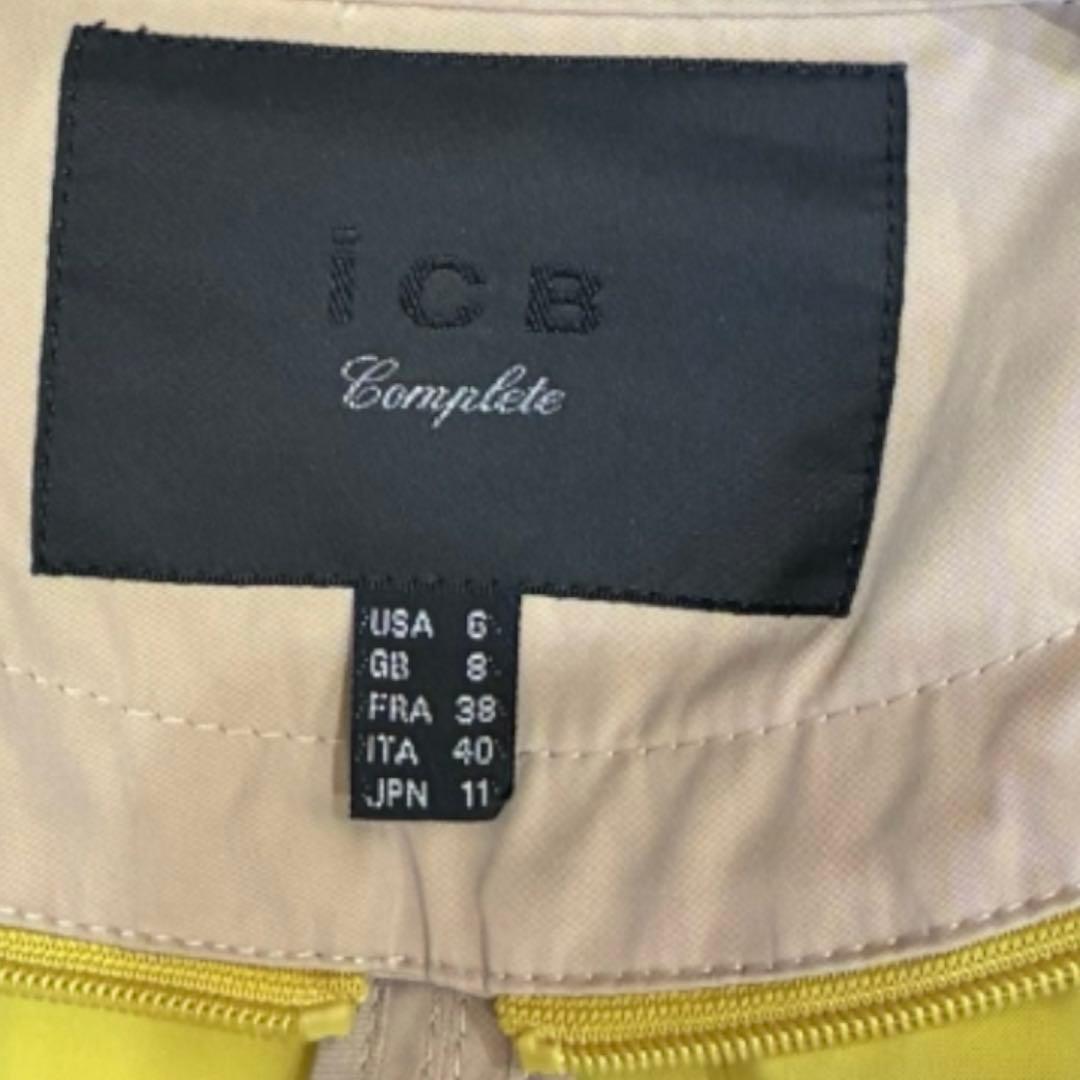 iCB
Complete
USA 6
GB 8
FRA 38
ITA 40
JPN 11